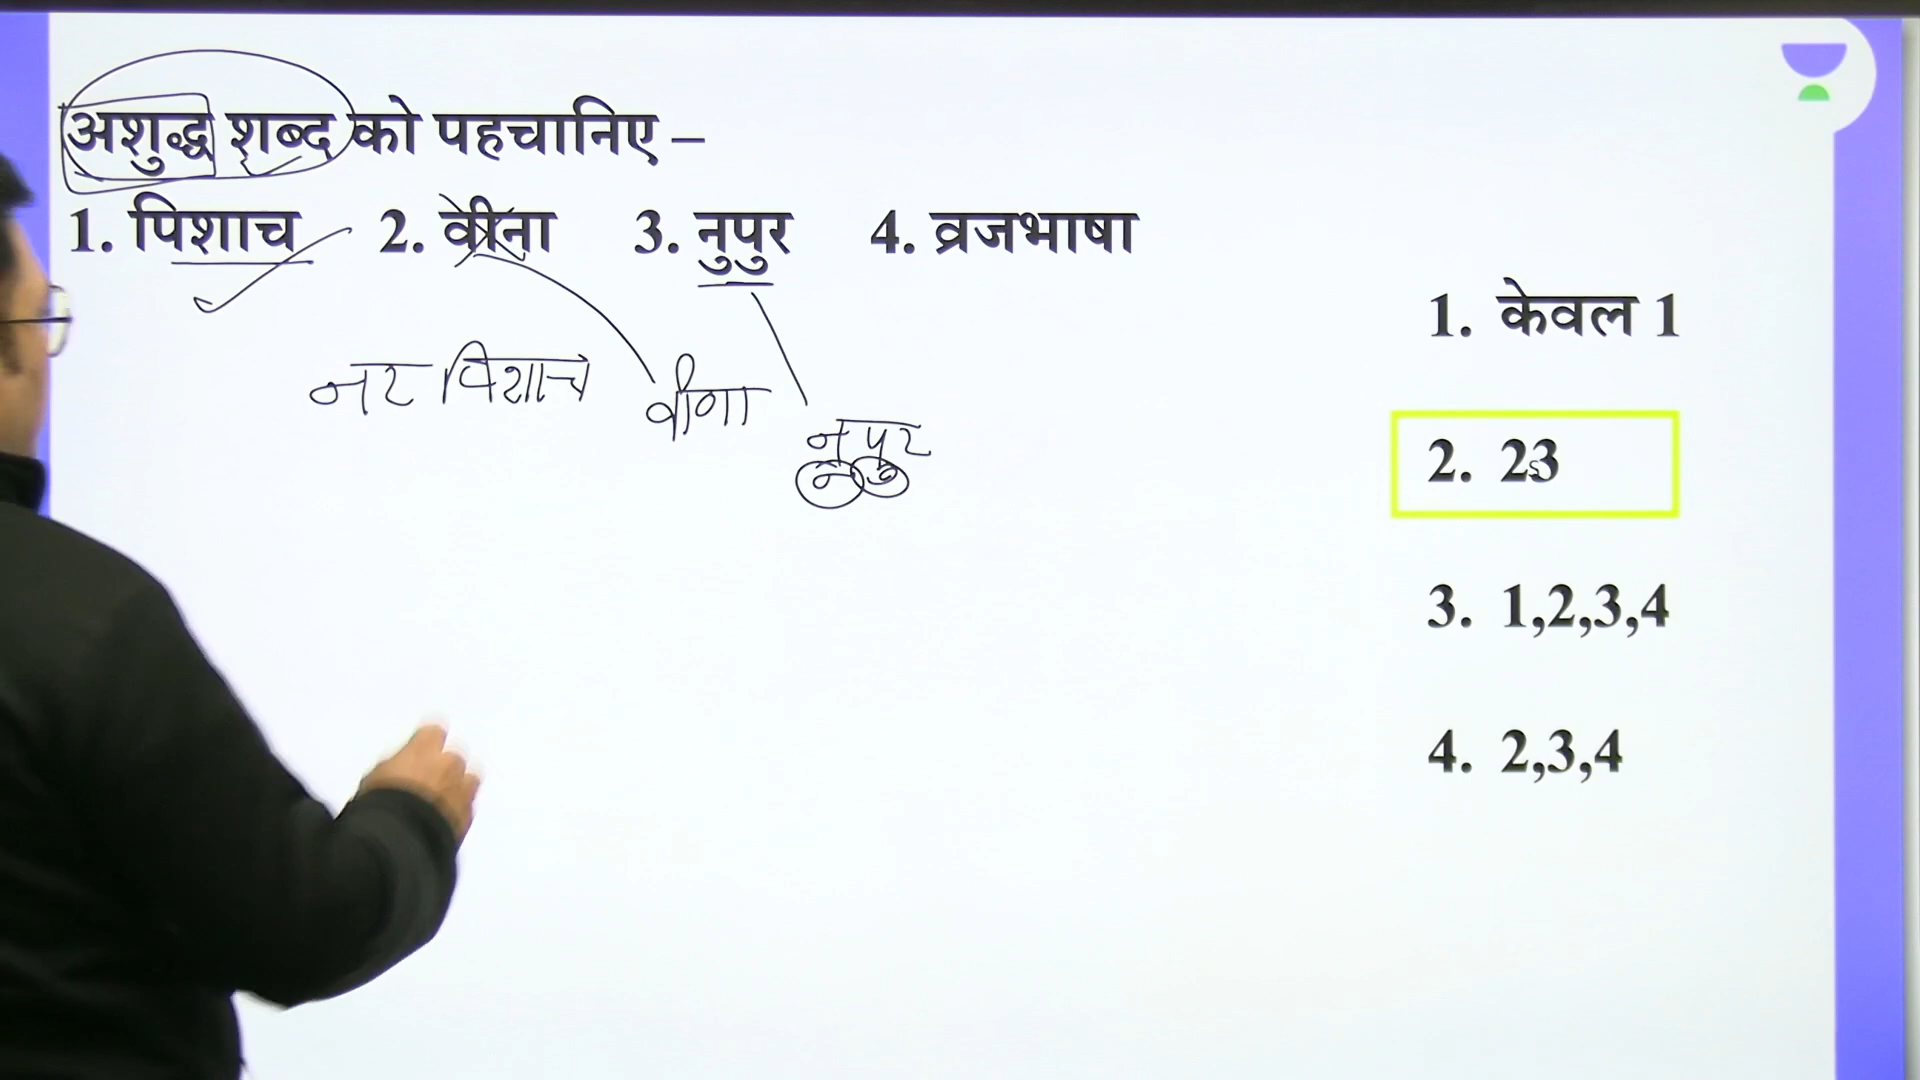 अशुद्ध शब्द को पहचानिए –
1. पिशाच 2. वीना 3. नुपुर 4. व्रजभाषा
नर पिशाच
वीणा
नूपुर
1. केवल 1
2. 23
3. 1,2,3,4
4. 2,3,4